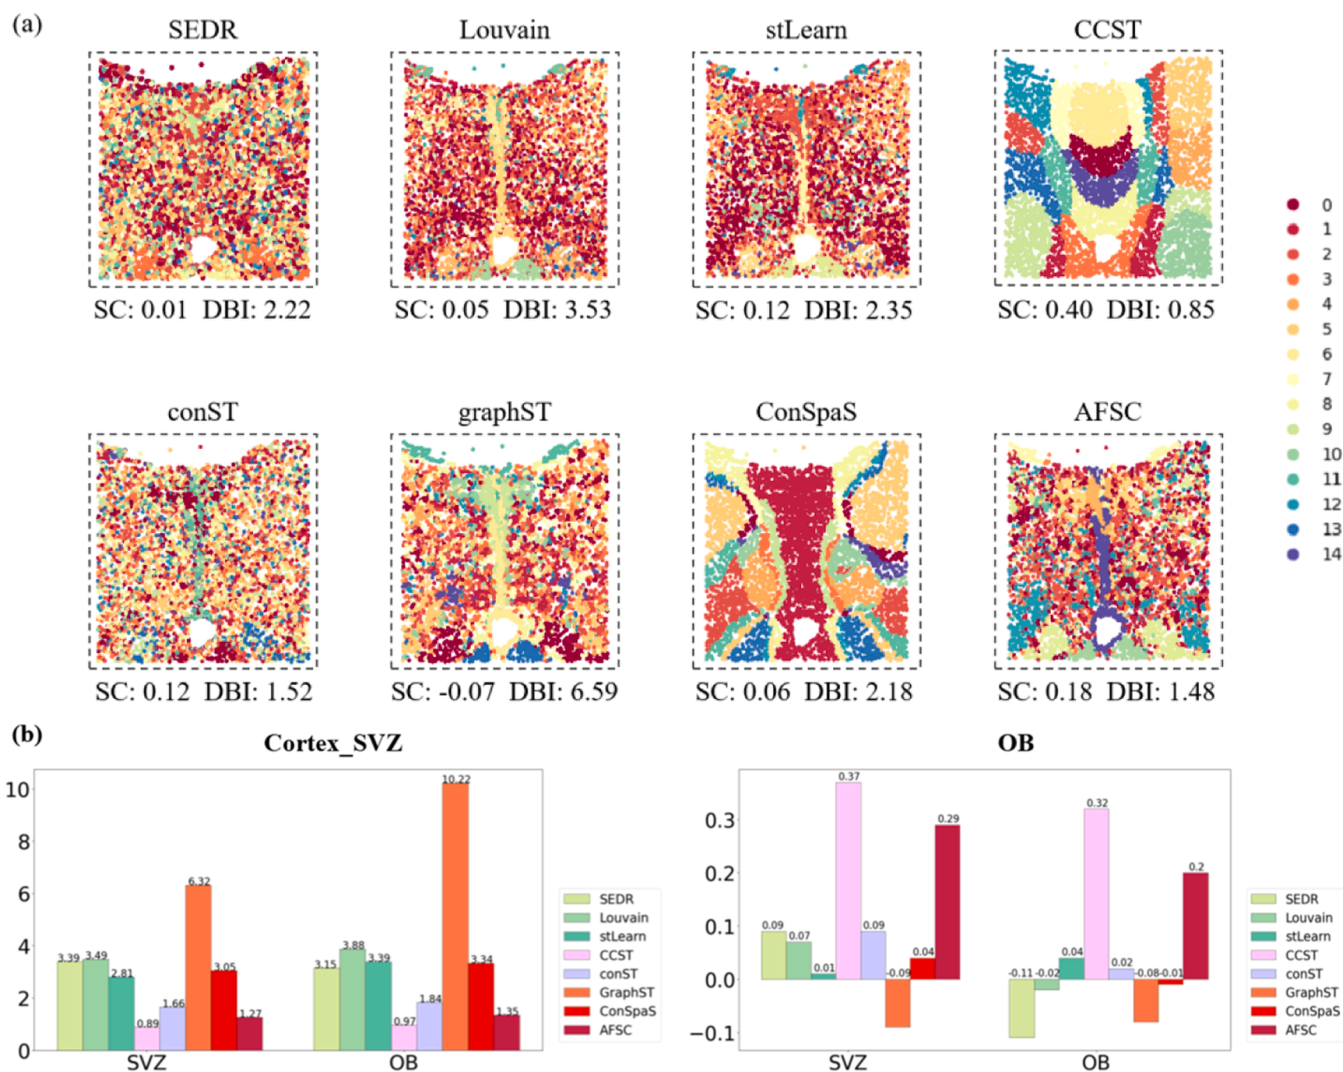 (a)
SEDR Louvain stLearn CCST
SC: 0.01 DBI: 2.22 SC: 0.05 DBI: 3.53 SC: 0.12 DBI: 2.35 SC: 0.40 DBI: 0.85
conST graphST ConSpaS AFSC
SC: 0.12 DBI: 1.52 SC: -0.07 DBI: 6.59 SC: 0.06 DBI: 2.18 SC: 0.18 DBI: 1.48
0
1
2
3
4
5
6
7
8
9
10
11
12
13
14
(b)
Cortex_SVZ
10
8
6
4
2
0
3.39 3.49 2.81 0.89 1.66 6.32 3.05 1.27
3.15 3.88 3.39 0.97 1.84 10.22 3.34 1.35
SVZ OB
SEDR
Louvain
stLearn
CCST
conST
GraphST
ConSpaS
AFSC
OB
0.3
0.2
0.1
0.0
−0.1
0.09 0.07 0.01 0.37 0.09 -0.09 0.04 0.29
-0.11 -0.02 0.04 0.32 0.02 -0.08 -0.01 0.2
SVZ OB
SEDR
Louvain
stLearn
CCST
conST
GraphST
ConSpaS
AFSC